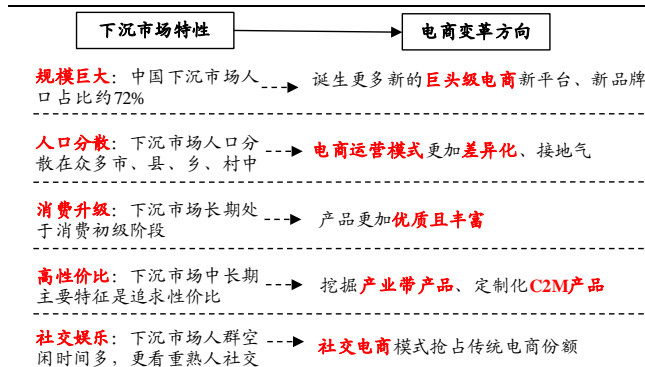 下沉市场特性
电商变革方向
规模巨大：中国下沉市场人
口占比约72%
诞生更多新的巨头级电商新平台、新品牌
人口分散：下沉市场人口分
散在众多市、县、乡、村中
电商运营模式更加差异化、接地气
消费升级：下沉市场长期处
于消费初级阶段
产品更加优质且丰富
高性价比：下沉市场中长期
主要特征是追求性价比
挖掘产业带产品、定制化C2M产品
社交娱乐：下沉市场人群空
闲时间多，更看重熟人社交
社交电商模式抢占传统电商份额